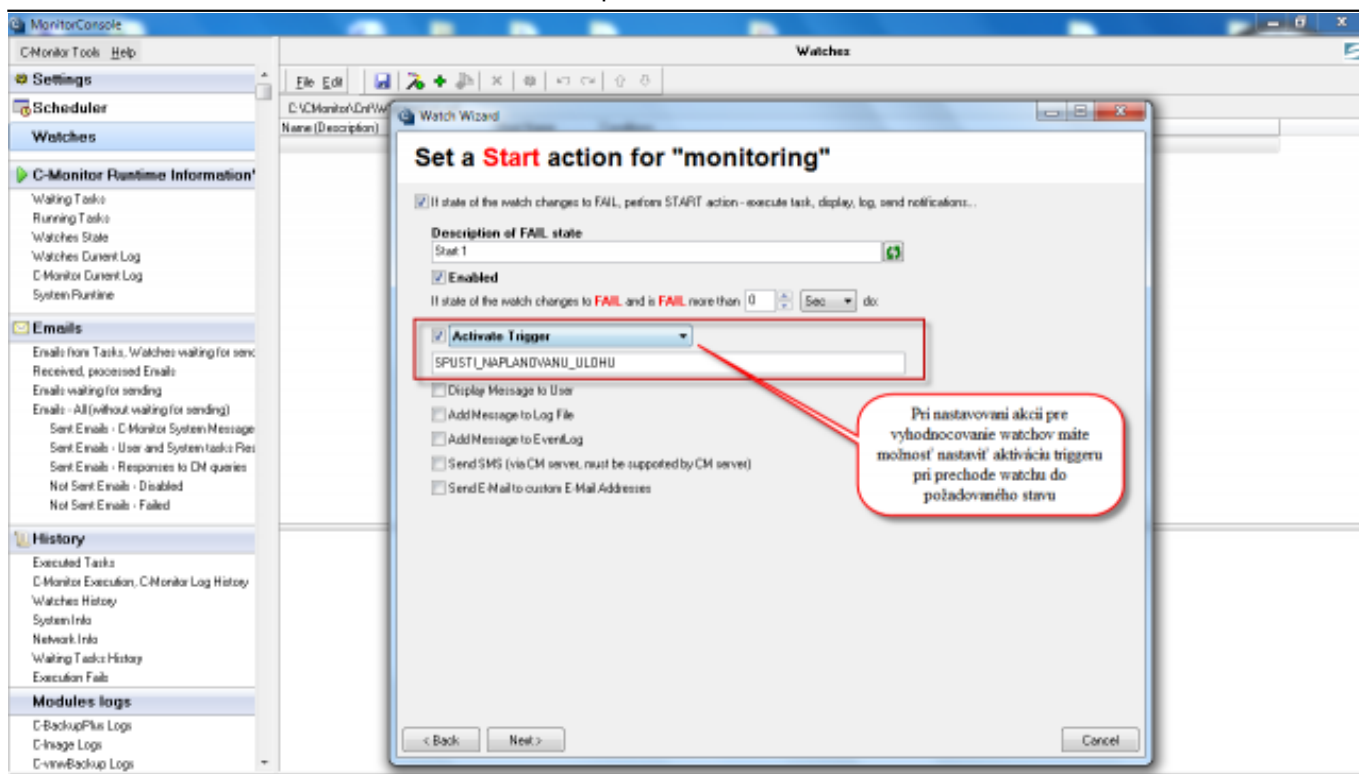 MonitorConsole
C-Monitor Tools Help
Watches
Settings
File Edit
Scheduler
C:\CMonitor\Cnf\W
Watches
Name (Description)
C-Monitor Runtime Information
Waiting Tasks
Running Tasks
Watches State
Watches Current Log
C-Monitor Current Log
System Runtime
Emails
Emails from Tasks, Watches waiting for send
Received, processed Emails
Emails waiting for sending
Emails - All (without waiting for sending)
Sent Emails - C-Monitor System Message
Sent Emails - User and System tasks Res
Sent Emails - Responses to CM queries
Not Sent Emails - Disabled
Not Sent Emails - Failed
History
Executed Tasks
C-Monitor Execution, C-Monitor Log History
Watches History
System Info
Network Info
Waiting Tasks History
Execution Fails
Modules logs
C-BackupPlus Logs
C-Image Logs
C-vmwBackup Logs
Watch Wizard
Set a Start action for "monitoring"
If state of the watch changes to FAIL, perform START action - execute task, display, log, send notifications...
Description of FAIL state
Start 1
Enabled
If state of the watch changes to FAIL and is FAIL more than 0 Sec do:
Activate Trigger
SPUSTI_NAPLANOVANU_ULOHU
Display Message to User
Add Message to Log File
Add Message to EventLog
Send SMS (via CM server, must be supported by CM server)
Send E-Mail to custom E-Mail Addresses
Pri nastavovaní akcii pre
vyhodnocovanie watchov máte
možnosť nastaviť aktiváciu triggeru
pri prechode watchu do
požadovaného stavu
< Back Next > Cancel